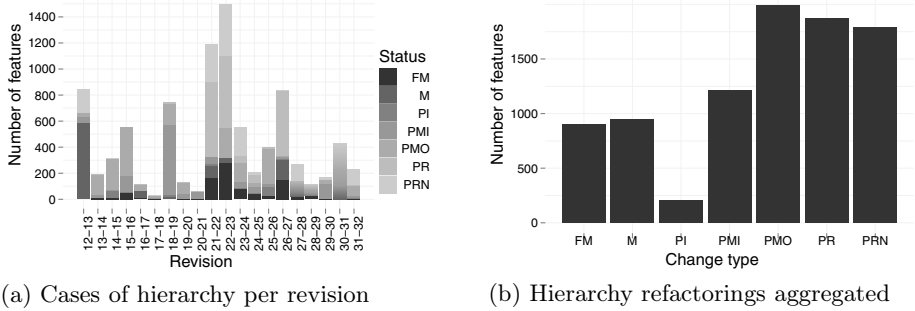 Number of features
1400
1200
1000
800
600
400
200
0
12−13
13−14
14−15
15−16
16−17
17−18
18−19
19−20
20−21
21−22
22−23
23−24
24−25
25−26
26−27
27−28
28−29
29−30
30−31
31−32
Revision
Status
FM
M
PI
PMI
PMO
PR
PRN
(a) Cases of hierarchy per revision
Number of features
1500
1000
500
0
FM M PI PMI PMO PR PRN
Change type
(b) Hierarchy refactorings aggregated